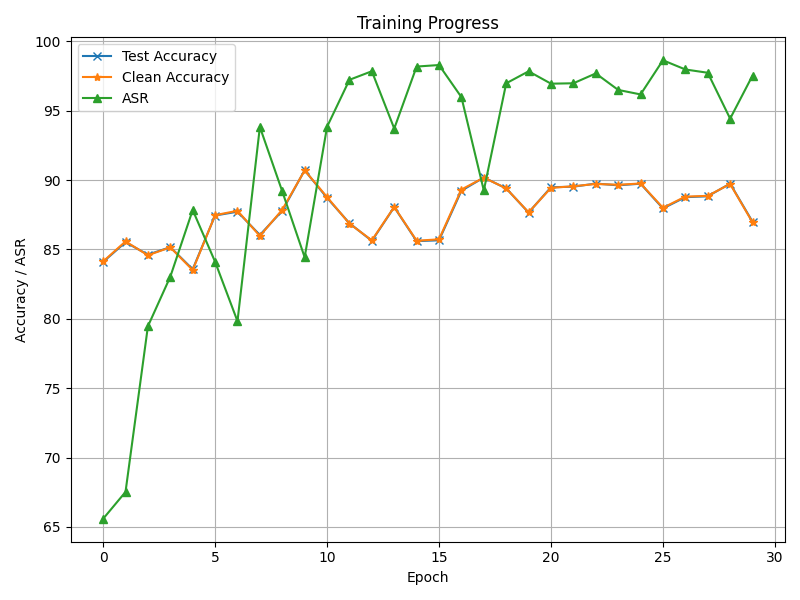 Training Progress
Test Accuracy
Clean Accuracy
ASR
Accuracy / ASR
100
95
90
85
80
75
70
65
0 5 10 15 20 25 30
Epoch